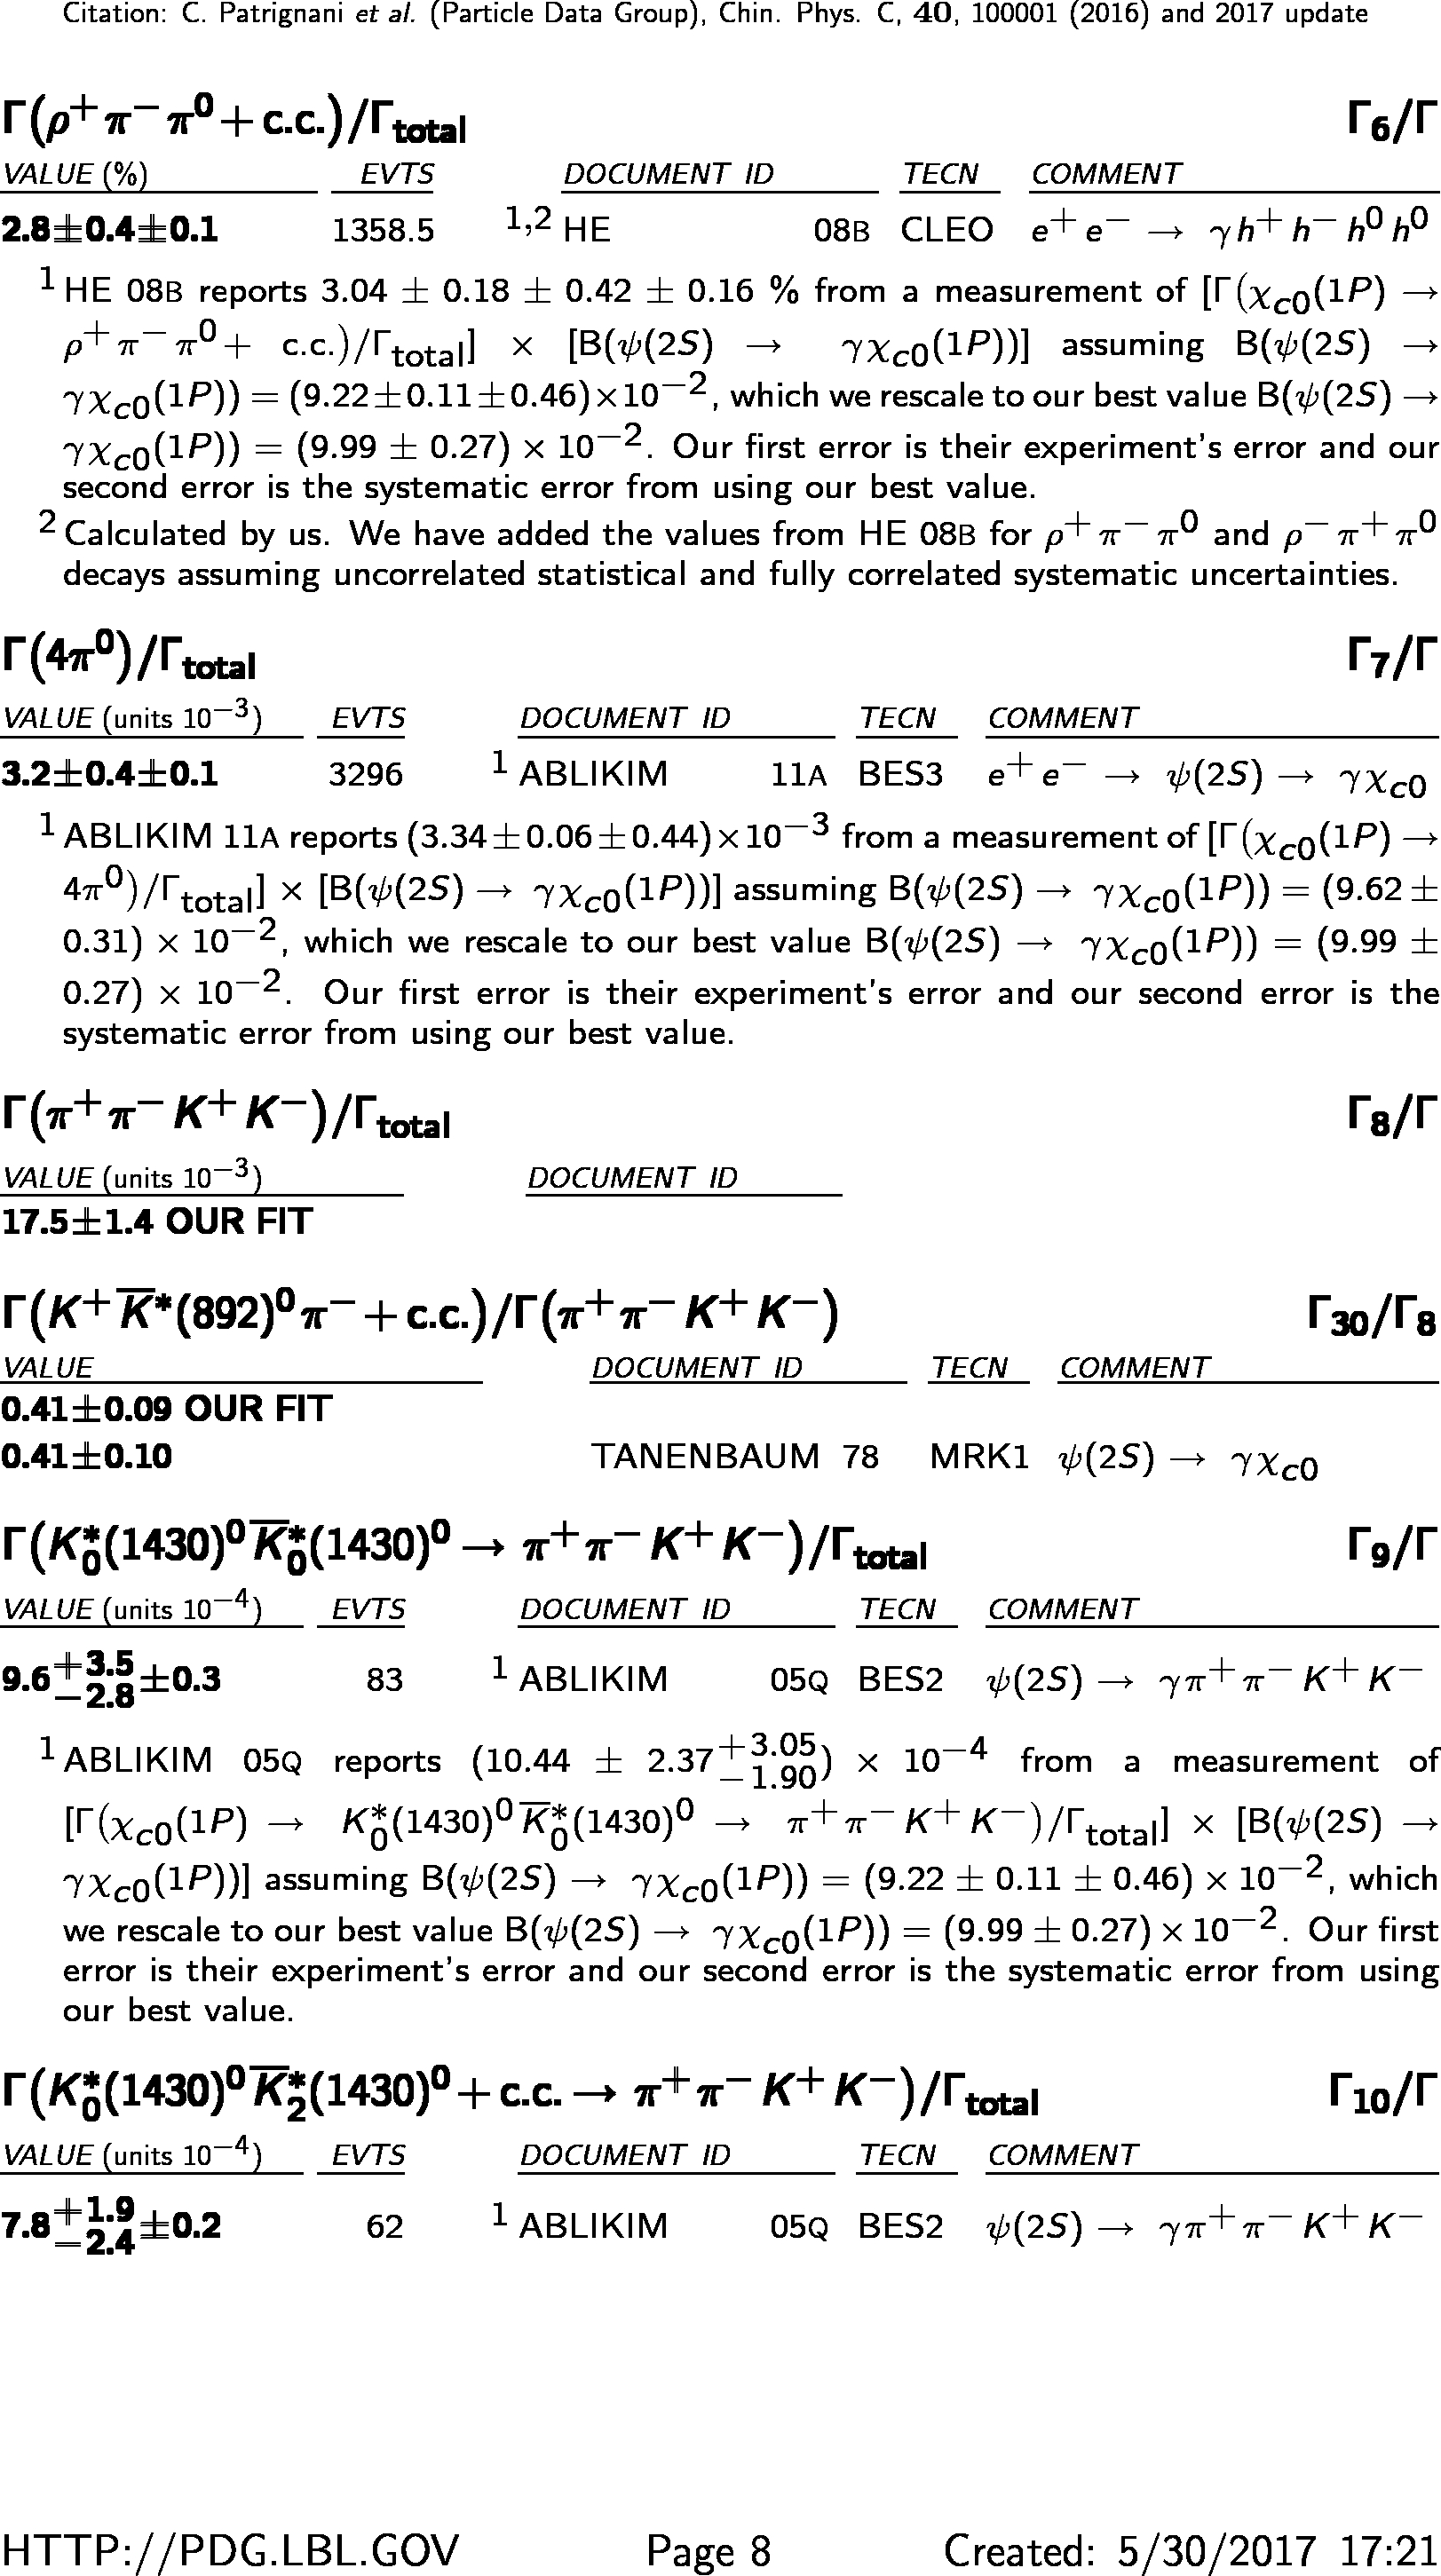 Citation: C. Patrignani et al. (Particle Data Group), Chin. Phys. C, 40, 100001 (2016) and 2017 update
Γ(ρ⁺π⁻π⁰+c.c.)/Γtotal Γ₆/Γ
VALUE (%) EVTS DOCUMENT ID TECN COMMENT
2.8±0.4±0.1 1358.5 1,2 HE 08B CLEO e⁺e⁻ → γh⁺h⁻h⁰h⁰
1 HE 08B reports 3.04 ± 0.18 ± 0.42 ± 0.16 % from a measurement of [Γ(χc0(1P) →
ρ⁺π⁻π⁰+ c.c.)/Γtotal] × [B(ψ(2S) → γχc0(1P))] assuming B(ψ(2S) →
γχc0(1P)) = (9.22±0.11±0.46)×10⁻², which we rescale to our best value B(ψ(2S) →
γχc0(1P)) = (9.99 ± 0.27) × 10⁻². Our first error is their experiment's error and our
second error is the systematic error from using our best value.
2 Calculated by us. We have added the values from HE 08B for ρ⁺π⁻π⁰ and ρ⁻π⁺π⁰
decays assuming uncorrelated statistical and fully correlated systematic uncertainties.
Γ(4π⁰)/Γtotal Γ₇/Γ
VALUE (units 10⁻³) EVTS DOCUMENT ID TECN COMMENT
3.2±0.4±0.1 3296 1 ABLIKIM 11A BES3 e⁺e⁻ → ψ(2S) → γχc0
1 ABLIKIM 11A reports (3.34±0.06±0.44)×10⁻³ from a measurement of [Γ(χc0(1P) →
4π⁰)/Γtotal] × [B(ψ(2S) → γχc0(1P))] assuming B(ψ(2S) → γχc0(1P)) = (9.62 ±
0.31) × 10⁻², which we rescale to our best value B(ψ(2S) → γχc0(1P)) = (9.99 ±
0.27) × 10⁻². Our first error is their experiment's error and our second error is the
systematic error from using our best value.
Γ(π⁺π⁻K⁺K⁻)/Γtotal Γ₈/Γ
VALUE (units 10⁻³) DOCUMENT ID
17.5±1.4 OUR FIT
Γ(K⁺K̅*(892)⁰π⁻+c.c.)/Γ(π⁺π⁻K⁺K⁻) Γ₃₀/Γ₈
VALUE DOCUMENT ID TECN COMMENT
0.41±0.09 OUR FIT
0.41±0.10 TANENBAUM 78 MRK1 ψ(2S) → γχc0
Γ(K*₀(1430)⁰K̅*₀(1430)⁰ → π⁺π⁻K⁺K⁻)/Γtotal Γ₉/Γ
VALUE (units 10⁻⁴) EVTS DOCUMENT ID TECN COMMENT
9.6+3.5−2.8±0.3 83 1 ABLIKIM 05Q BES2 ψ(2S) → γπ⁺π⁻K⁺K⁻
1 ABLIKIM 05Q reports (10.44 ± 2.37+3.05−1.90) × 10⁻⁴ from a measurement of
[Γ(χc0(1P) → K*₀(1430)⁰K̅*₀(1430)⁰ → π⁺π⁻K⁺K⁻)/Γtotal] × [B(ψ(2S) →
γχc0(1P))] assuming B(ψ(2S) → γχc0(1P)) = (9.22 ± 0.11 ± 0.46) × 10⁻², which
we rescale to our best value B(ψ(2S) → γχc0(1P)) = (9.99 ± 0.27) × 10⁻². Our first
error is their experiment's error and our second error is the systematic error from using
our best value.
Γ(K*₀(1430)⁰K̅*₂(1430)⁰+c.c. → π⁺π⁻K⁺K⁻)/Γtotal Γ₁₀/Γ
VALUE (units 10⁻⁴) EVTS DOCUMENT ID TECN COMMENT
7.8+1.9−2.4±0.2 62 1 ABLIKIM 05Q BES2 ψ(2S) → γπ⁺π⁻K⁺K⁻
HTTP://PDG.LBL.GOV Page 8 Created: 5/30/2017 17:21